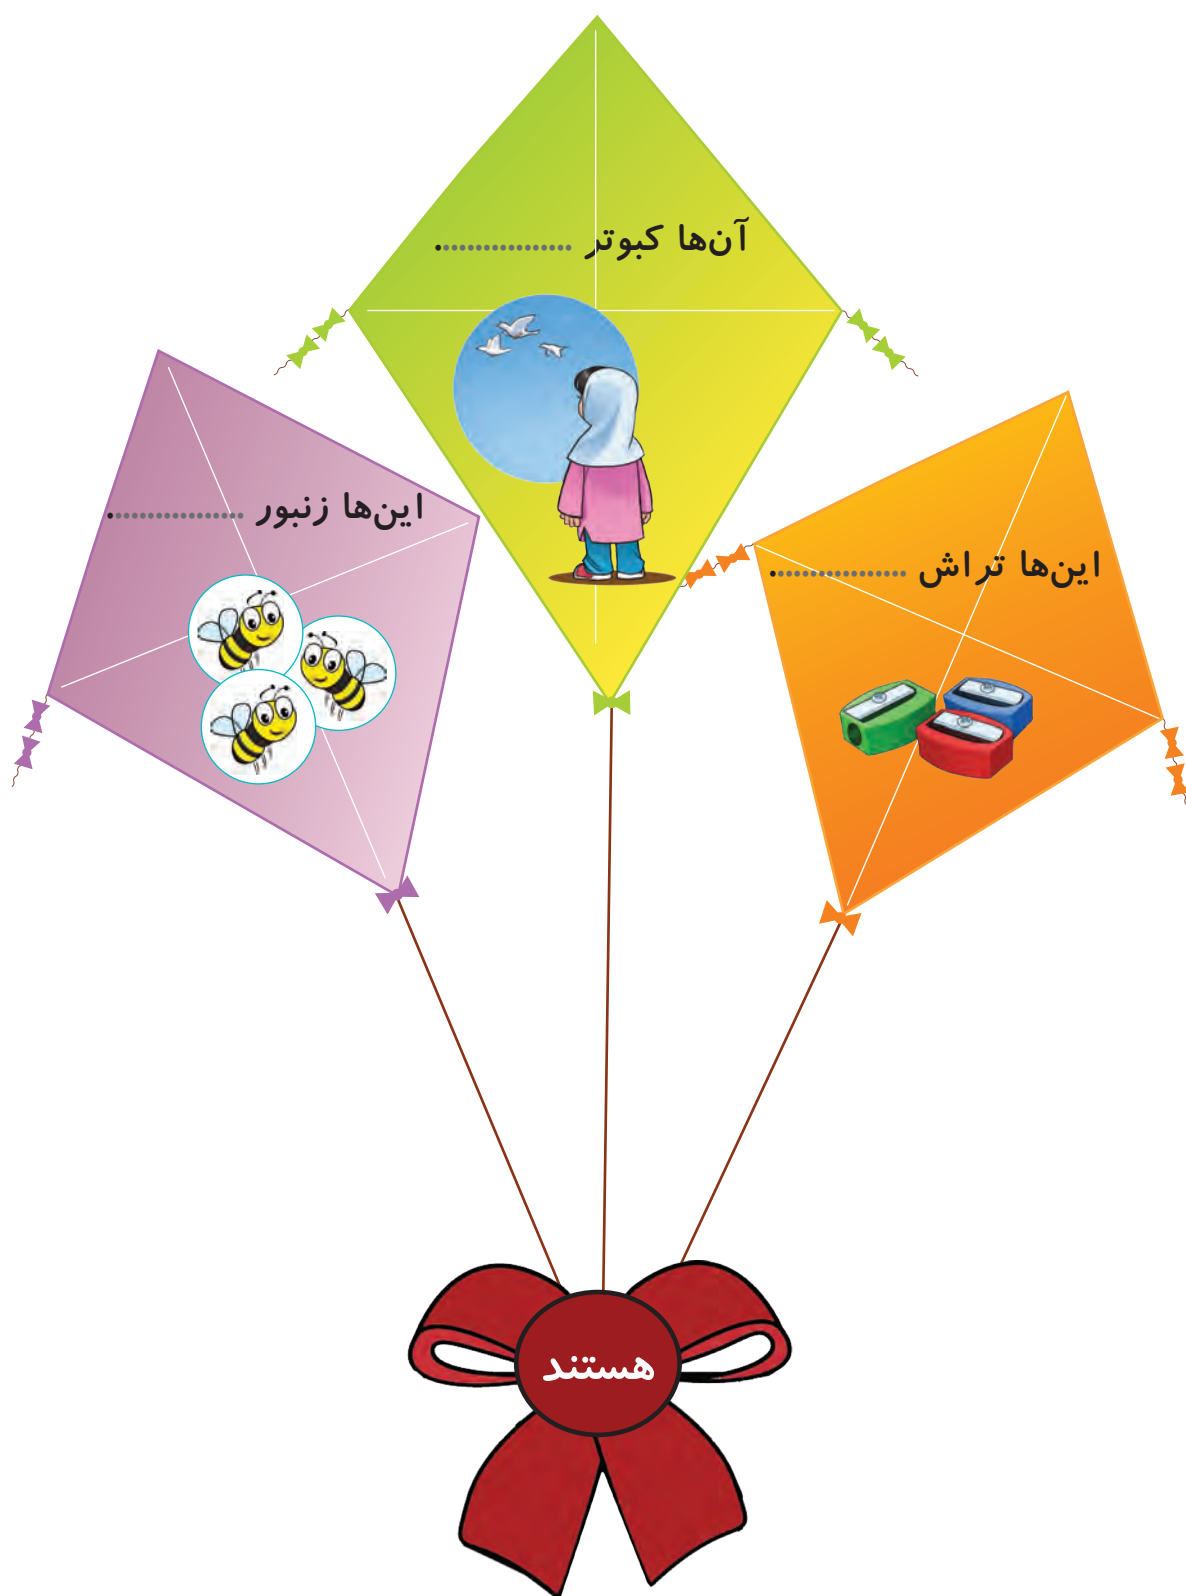 آن‌ها کبوتر .................
این‌ها تراش .................
این‌ها زنبور .................
هستند